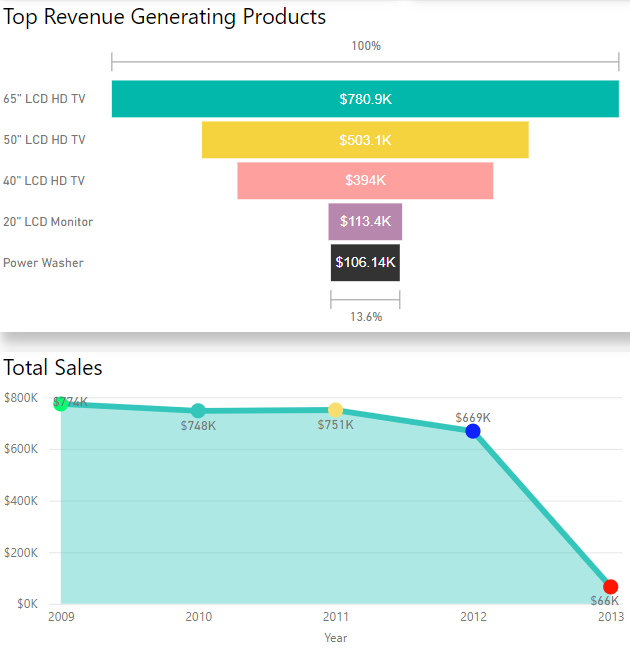 Top Revenue Generating Products
100%
65" LCD HD TV $780.9K
50" LCD HD TV $503.1K
40" LCD HD TV $394K
20" LCD Monitor $113.4K
Power Washer $106.14K
13.6%
Total Sales
$800K
$774K
$748K
$751K
$669K
$600K
$400K
$200K
$66K
$0K
2009 2010 2011 2012 2013
Year